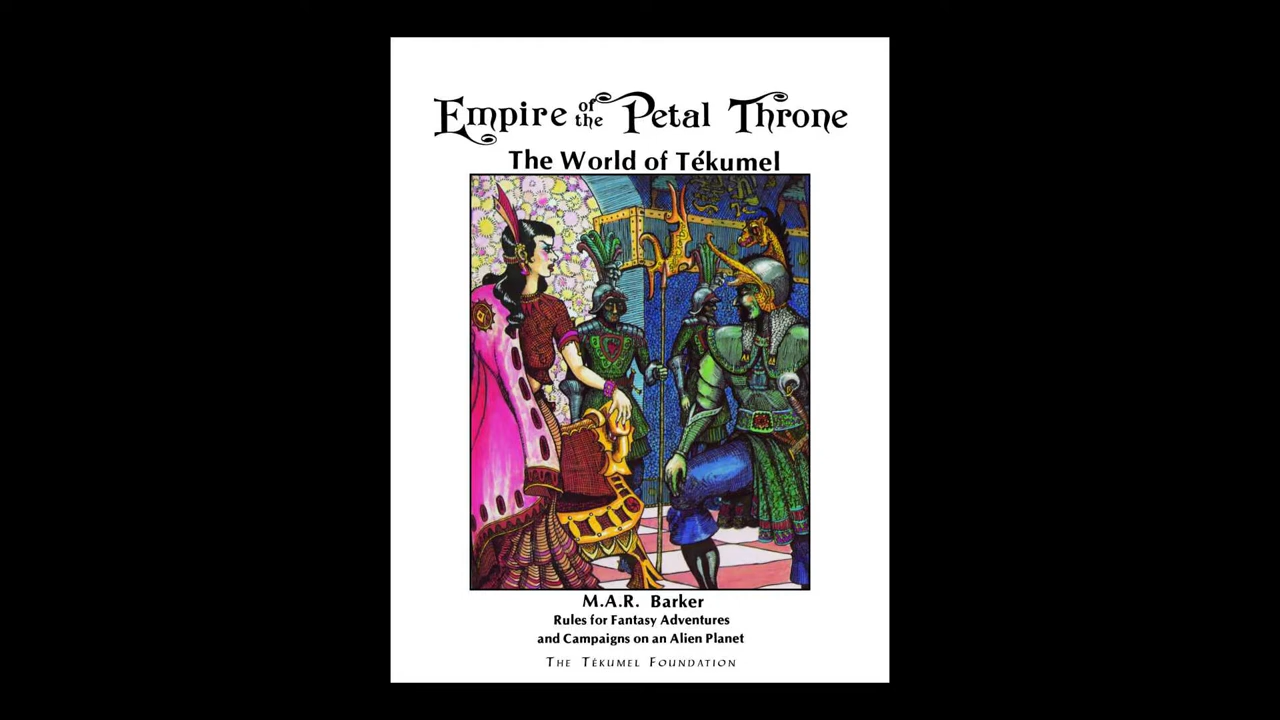 Empire of the Petal Throne
The World of Tékumel
M.A.R. Barker
Rules for Fantasy Adventures
and Campaigns on an Alien Planet
The Tékumel Foundation